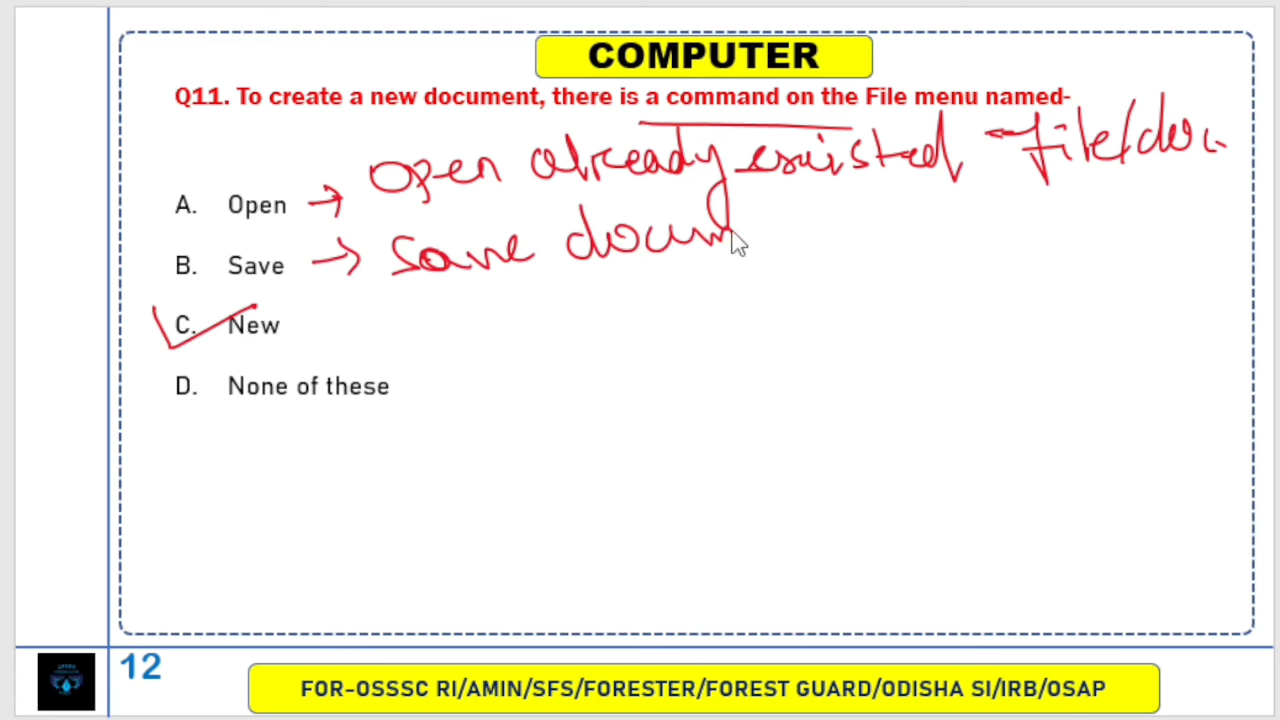 COMPUTER
Q11. To create a new document, there is a command on the File menu named-
open already existed file/doc.
A. Open →
B. Save → save docum
C. New
D. None of these
12
FOR-OSSSC RI/AMIN/SFS/FORESTER/FOREST GUARD/ODISHA SI/IRB/OSAP